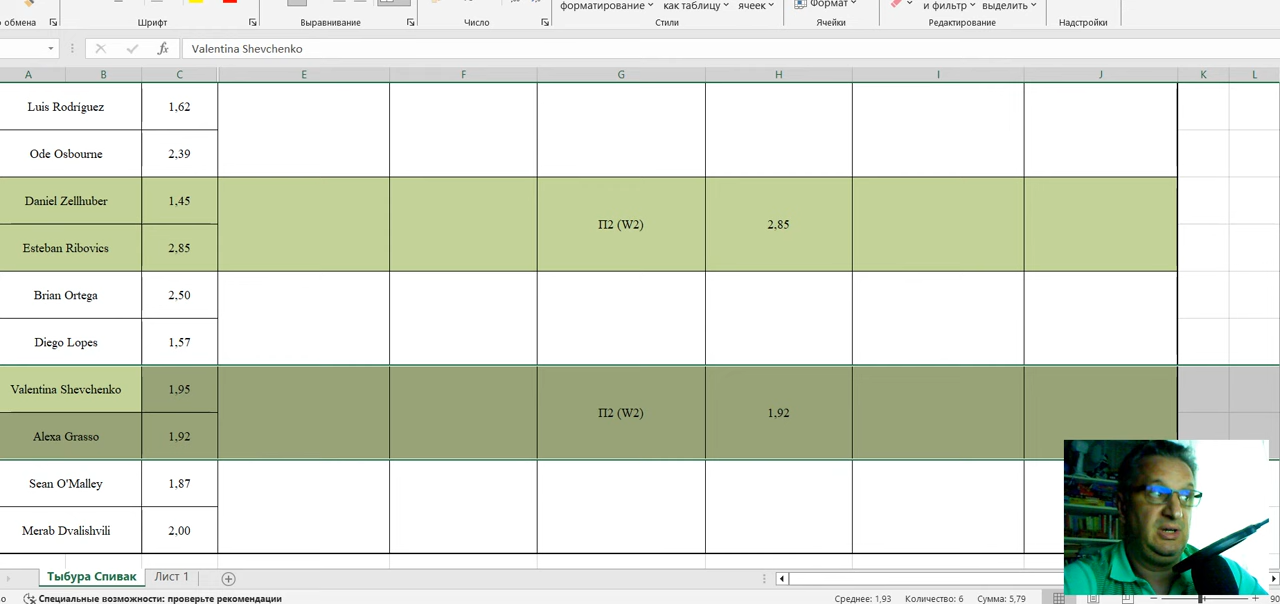 форматирование как таблицу ячеек Формат и фильтр выделить
обмена Шрифт Выравнивание Число Стили Ячейки Редактирование Надстройки
fx Valentina Shevchenko
A B C E F G H I J K L
Luis Rodriguez 1,62
Ode Osbourne 2,39
Daniel Zellhuber 1,45
П2 (W2) 2,85
Esteban Ribovics 2,85
Brian Ortega 2,50
Diego Lopes 1,57
Valentina Shevchenko 1,95
П2 (W2) 1,92
Alexa Grasso 1,92
Sean O'Malley 1,87
Merab Dvalishvili 2,00
Тыбура Спивак Лист 1
Специальные возможности: проверьте рекомендации Среднее: 1,93 Количество: 6 Сумма: 5,79 90